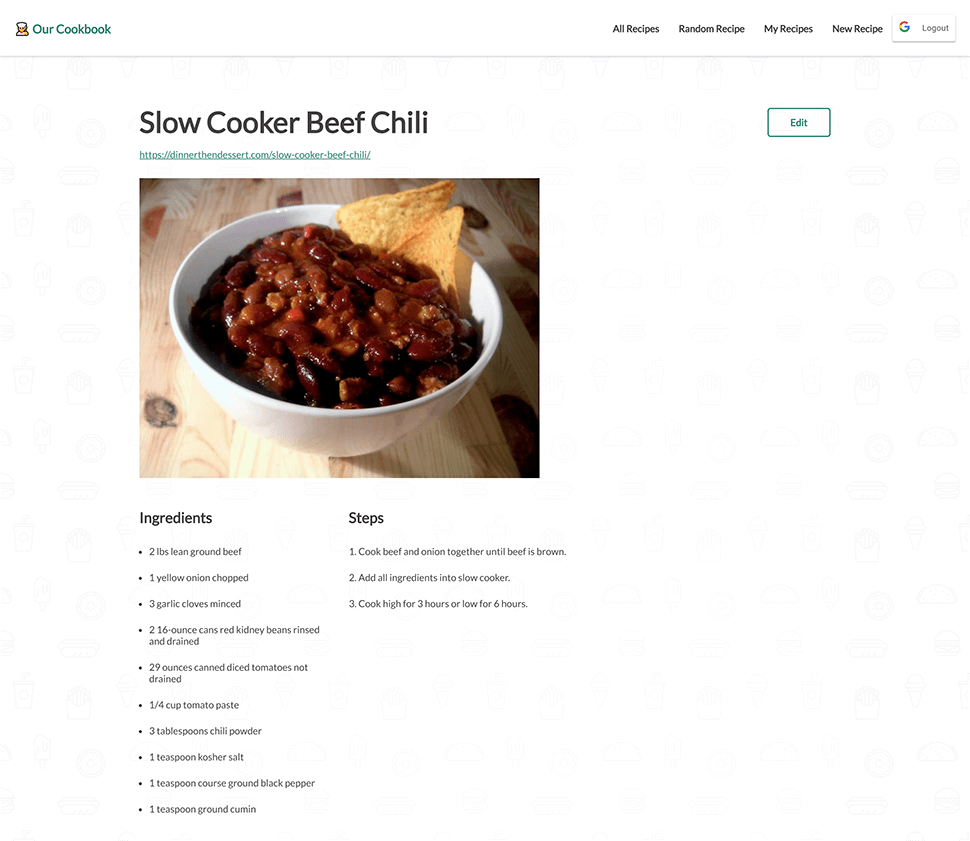 Our Cookbook
All Recipes
Random Recipe
My Recipes
New Recipe
Logout
Slow Cooker Beef Chili
Edit
https://dinnerthendessert.com/slow-cooker-beef-chili/
Ingredients
2 lbs lean ground beef
1 yellow onion chopped
3 garlic cloves minced
2 16-ounce cans red kidney beans rinsed
and drained
29 ounces canned diced tomatoes not
drained
1/4 cup tomato paste
3 tablespoons chili powder
1 teaspoon kosher salt
1 teaspoon course ground black pepper
1 teaspoon ground cumin
Steps
1. Cook beef and onion together until beef is brown.
2. Add all ingredients into slow cooker.
3. Cook high for 3 hours or low for 6 hours.